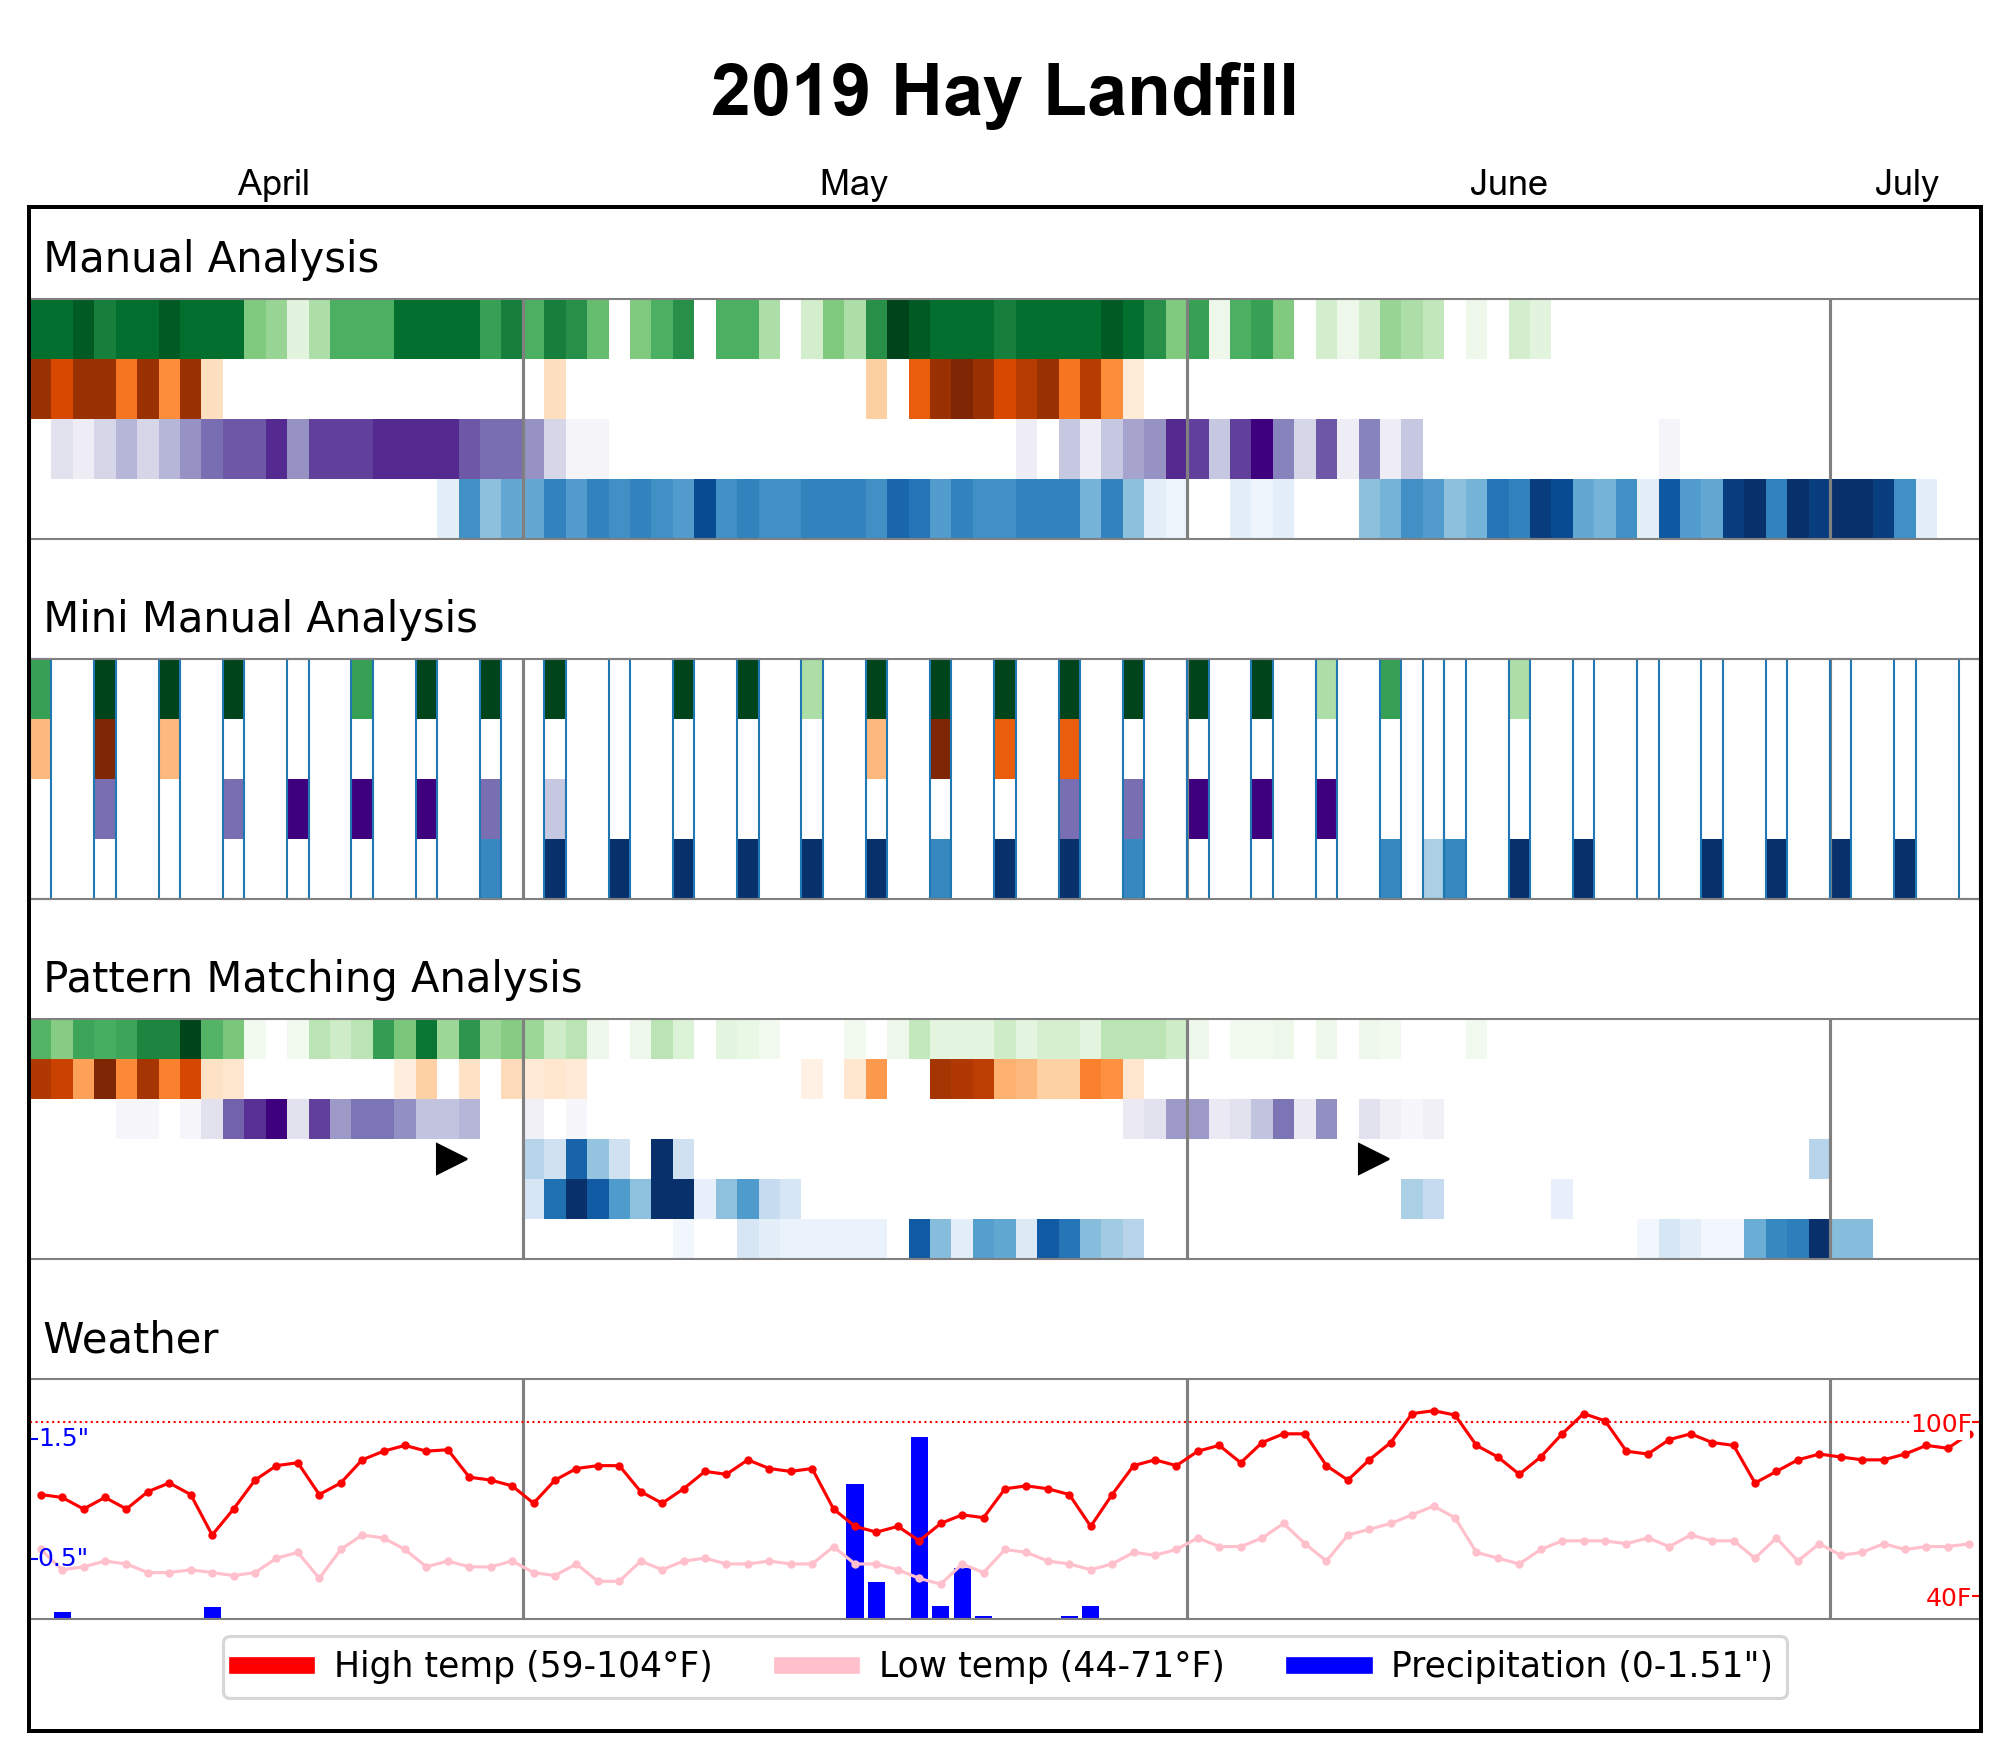 2019 Hay Landfill
April May June July
Manual Analysis
Mini Manual Analysis
Pattern Matching Analysis
Weather
1.5" 100F
0.5" 40F
High temp (59-104°F) Low temp (44-71°F) Precipitation (0-1.51")